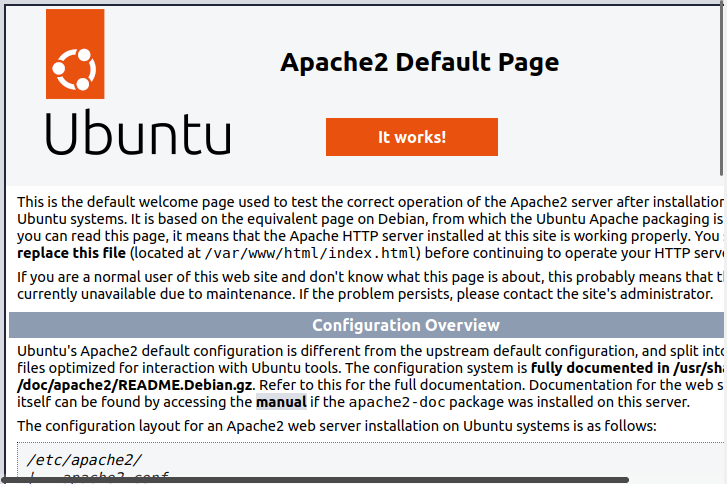 Apache2 Default Page
Ubuntu
It works!
This is the default welcome page used to test the correct operation of the Apache2 server after installation
Ubuntu systems. It is based on the equivalent page on Debian, from which the Ubuntu Apache packaging is
you can read this page, it means that the Apache HTTP server installed at this site is working properly. You
replace this file (located at /var/www/html/index.html) before continuing to operate your HTTP serve
If you are a normal user of this web site and don't know what this page is about, this probably means that t
currently unavailable due to maintenance. If the problem persists, please contact the site's administrator.
Configuration Overview
Ubuntu's Apache2 default configuration is different from the upstream default configuration, and split into
files optimized for interaction with Ubuntu tools. The configuration system is fully documented in /usr/sha
/doc/apache2/README.Debian.gz. Refer to this for the full documentation. Documentation for the web s
itself can be found by accessing the manual if the apache2-doc package was installed on this server.
The configuration layout for an Apache2 web server installation on Ubuntu systems is as follows:
/etc/apache2/
|-- apache2.conf